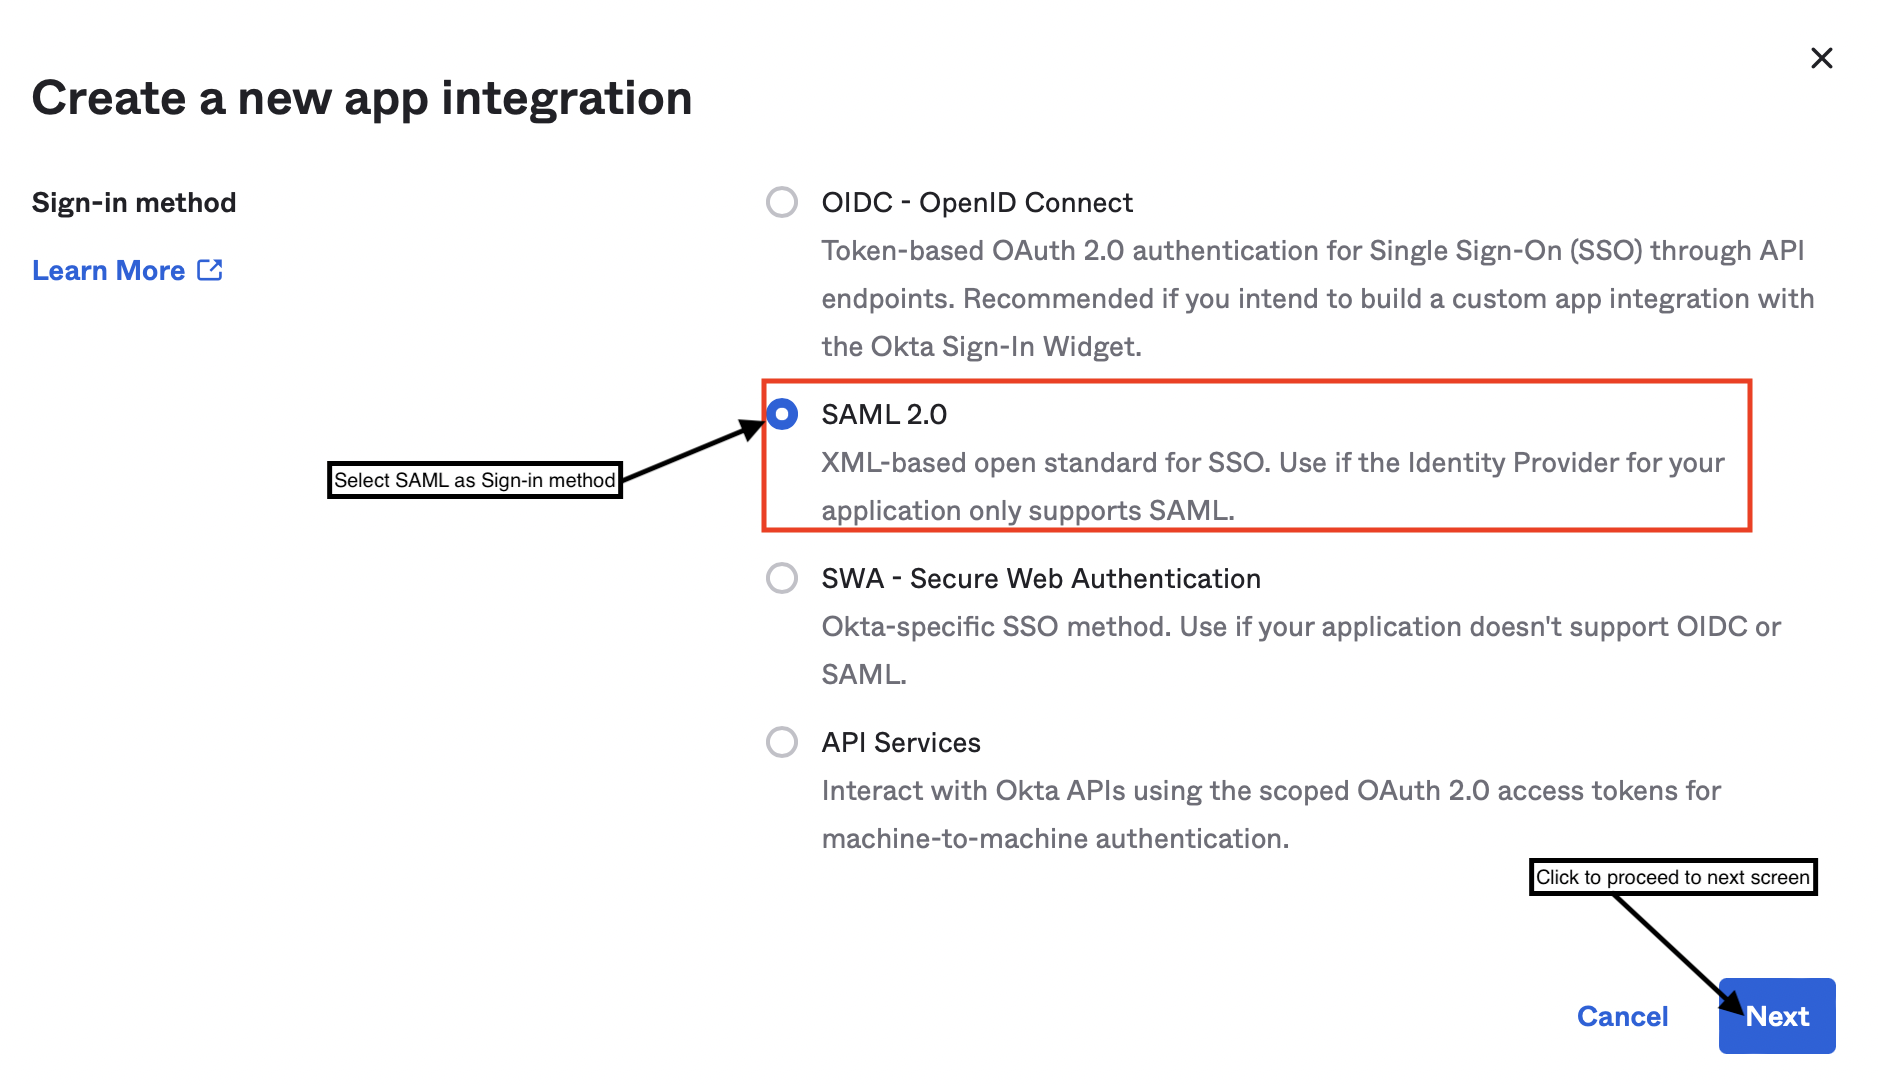 Create a new app integration
Sign-in method
Learn More
OIDC - OpenID Connect
Token-based OAuth 2.0 authentication for Single Sign-On (SSO) through API
endpoints. Recommended if you intend to build a custom app integration with
the Okta Sign-In Widget.
SAML 2.0
XML-based open standard for SSO. Use if the Identity Provider for your
application only supports SAML.
Select SAML as Sign-in method
SWA - Secure Web Authentication
Okta-specific SSO method. Use if your application doesn't support OIDC or
SAML.
API Services
Interact with Okta APIs using the scoped OAuth 2.0 access tokens for
machine-to-machine authentication.
Click to proceed to next screen
Cancel
Next